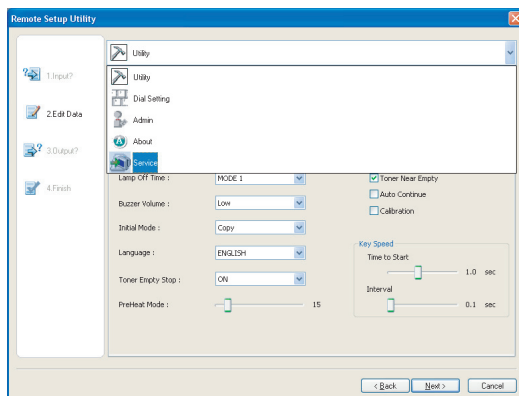 Remote Setup Utility
1.Input?
2.Edit Data
3.Output?
4.Finish
Utility
Utility
Dial Setting
Admin
About
Service
Lamp Off Time :
MODE 1
Buzzer Volume :
Low
Initial Mode :
Copy
Language :
ENGLISH
Toner Empty Stop :
ON
PreHeat Mode :
15
Toner Near Empty
Auto Continue
Calibration
Key Speed
Time to Start
1.0 sec
Interval
0.1 sec
< Back
Next >
Cancel